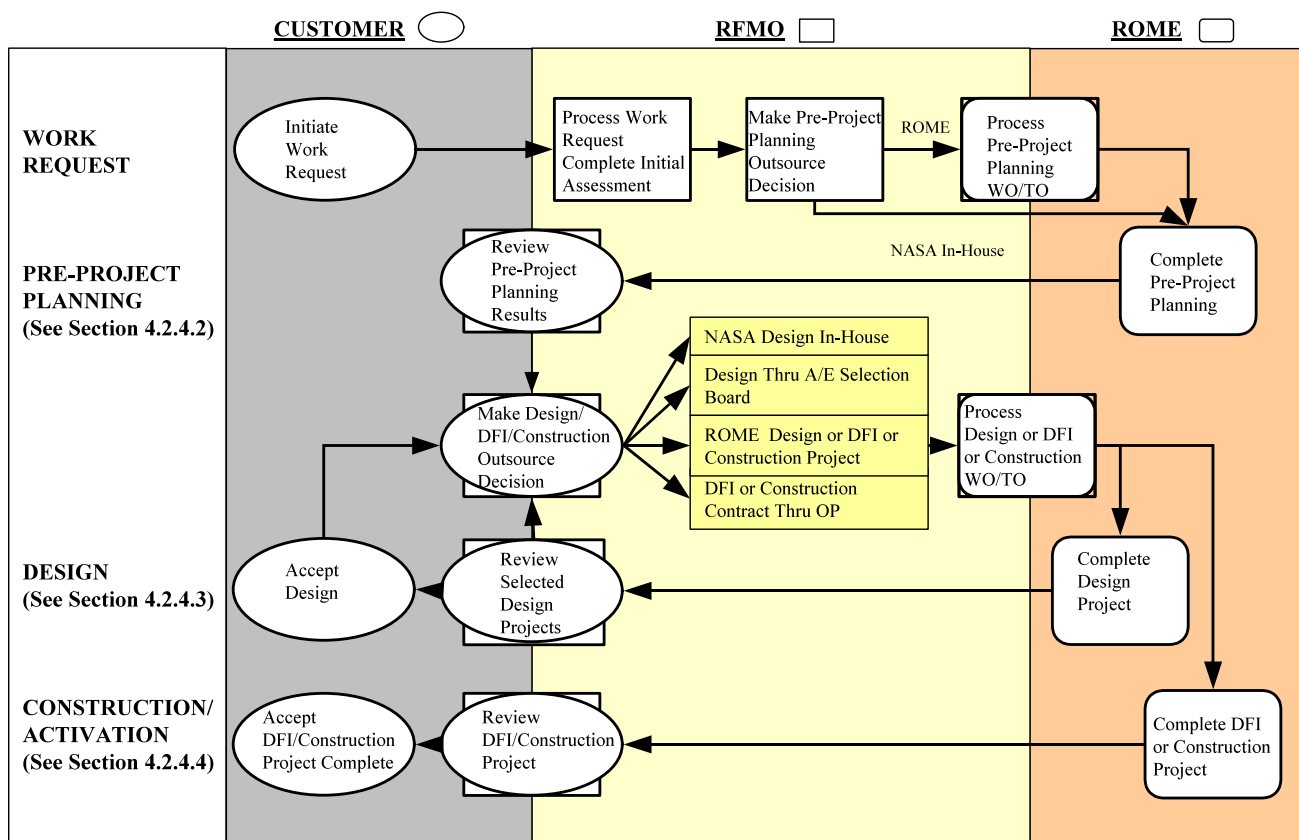 CUSTOMER
RFMO
ROME
WORK
REQUEST
Initiate
Work
Request
Process Work
Request
Complete Initial
Assessment
Make Pre-Project
Planning
Outsource
Decision
ROME
Process
Pre-Project
Planning
WO/TO
PRE-PROJECT
PLANNING
(See Section 4.2.4.2)
Review
Pre-Project
Planning
Results
NASA In-House
Complete
Pre-Project
Planning
Make Design/
DFI/Construction
Outsource
Decision
NASA Design In-House
Design Thru A/E Selection
Board
ROME Design or DFI or
Construction Project
DFI or Construction
Contract Thru OP
Process
Design or DFI
or Construction
WO/TO
DESIGN
(See Section 4.2.4.3)
Accept
Design
Review
Selected
Design
Projects
Complete
Design
Project
CONSTRUCTION/
ACTIVATION
(See Section 4.2.4.4)
Accept
DFI/Construction
Project Complete
Review
DFI/Construction
Project
Complete DFI
or Construction
Project